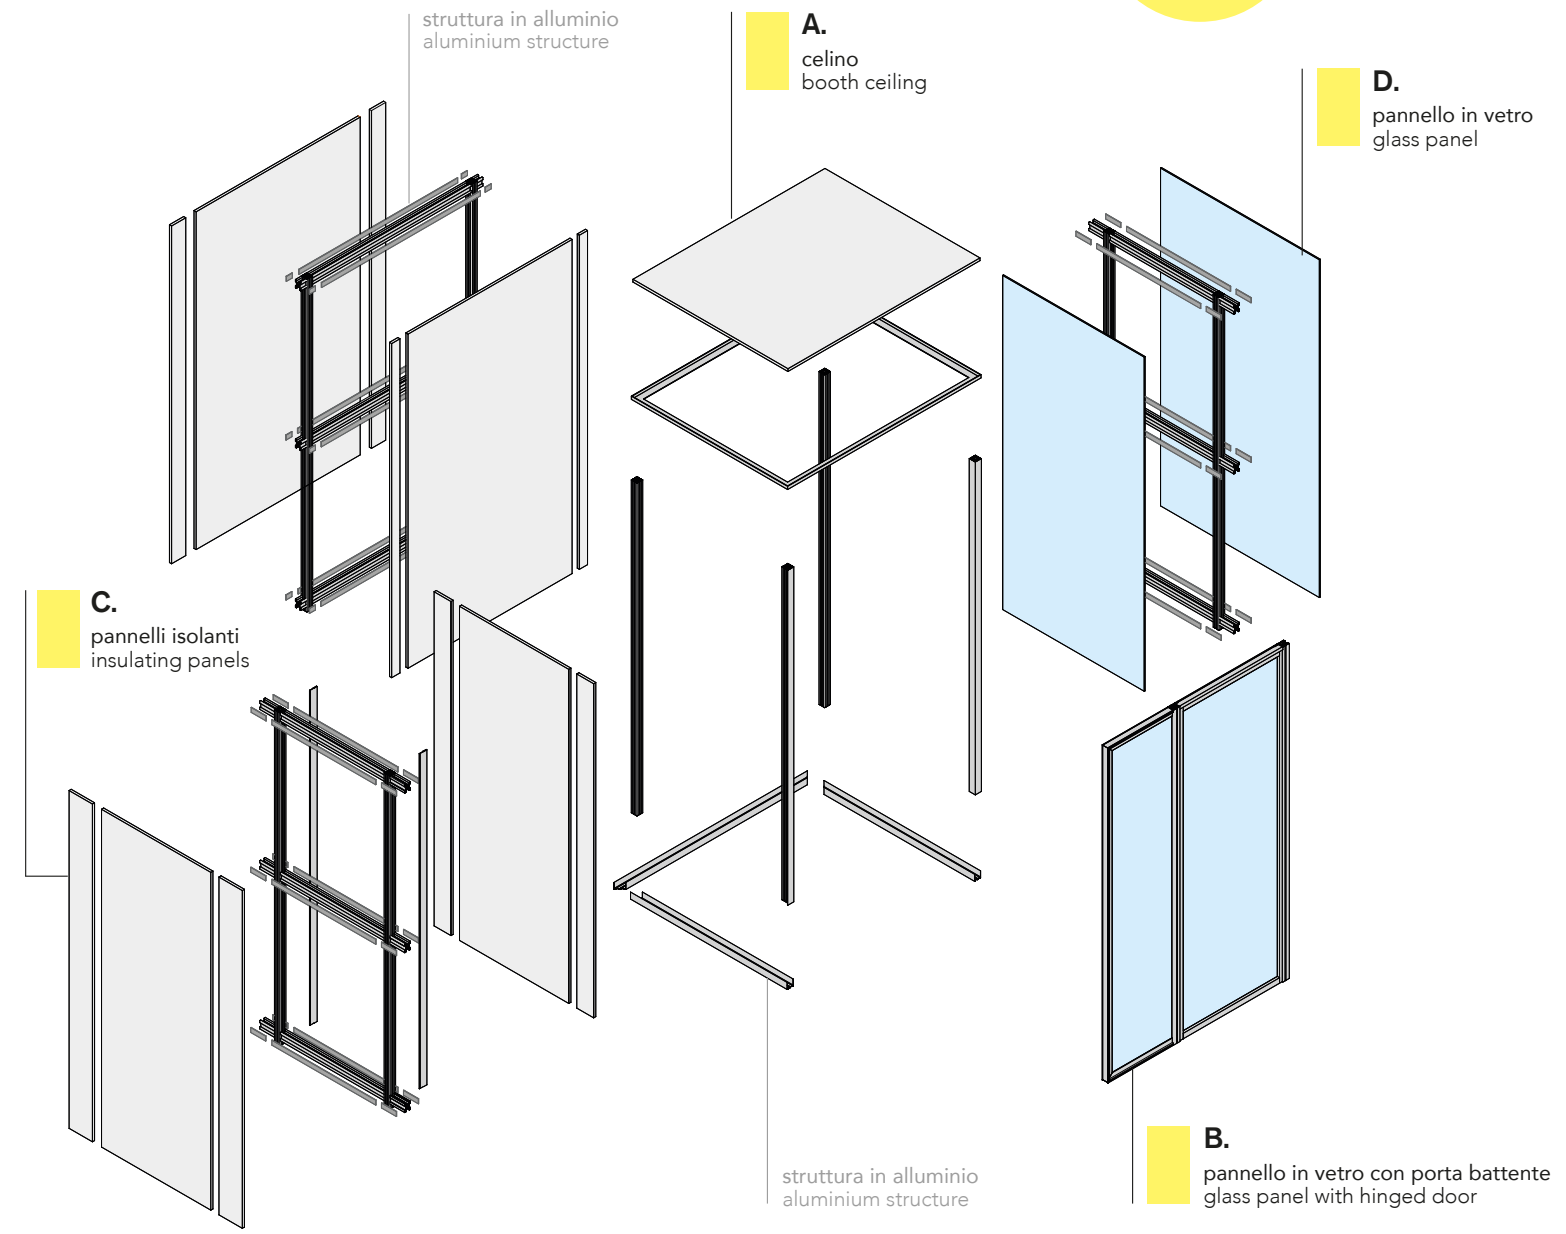 struttura in alluminio
aluminium structure
A.
celino
booth ceiling
D.
pannello in vetro
glass panel
C.
pannelli isolanti
insulating panels
B.
pannello in vetro con porta battente
glass panel with hinged door
struttura in alluminio
aluminium structure